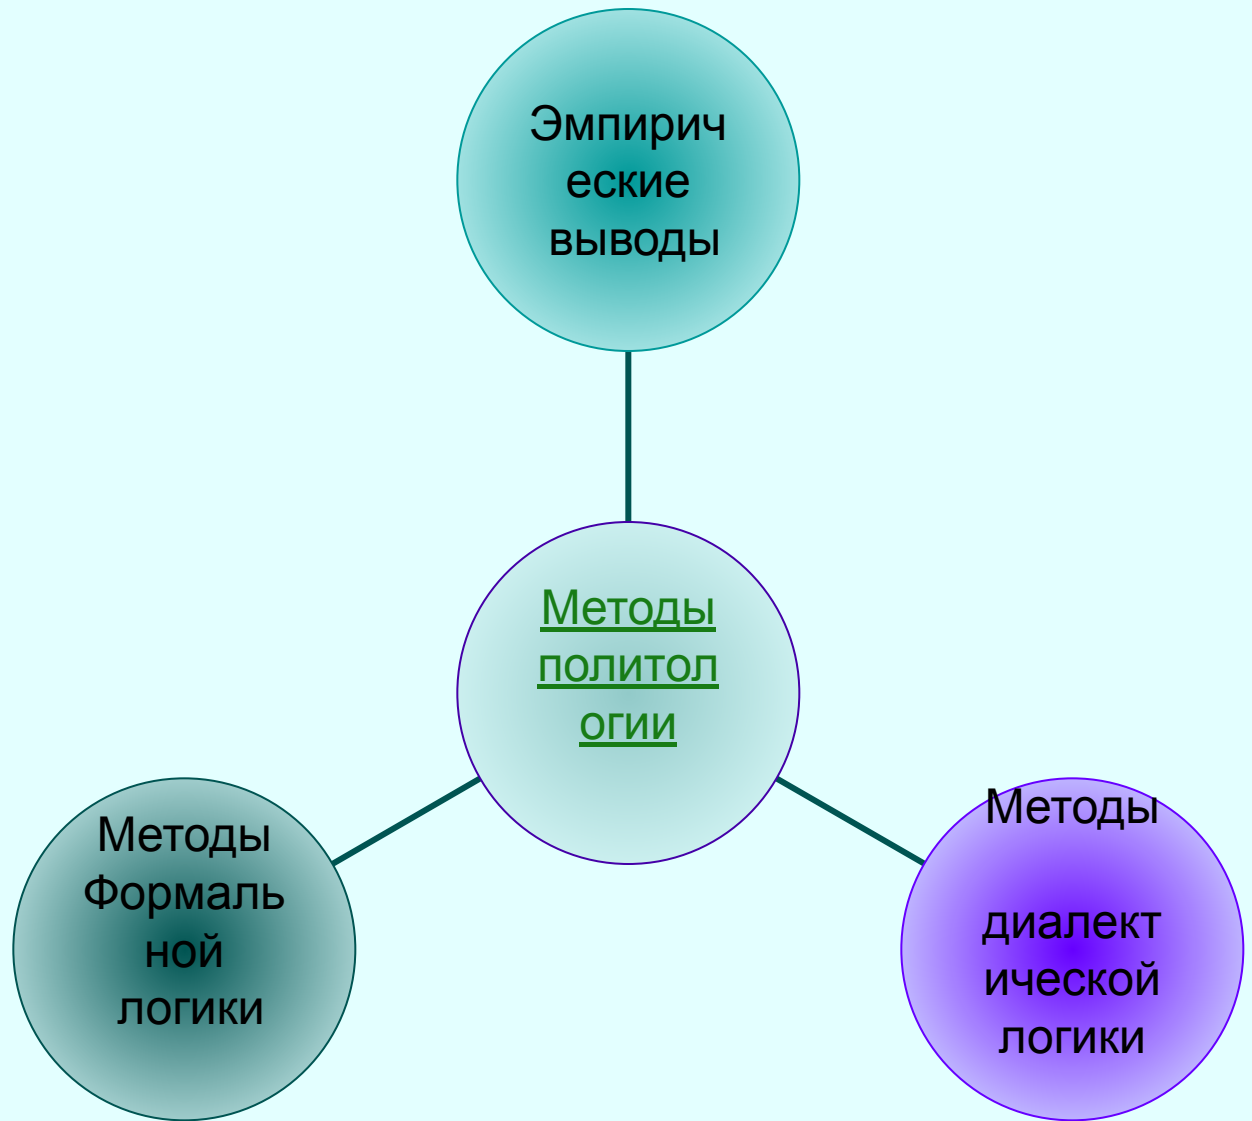 Эмпирич
еские
выводы
Методы
политол
огии
Методы
Формаль
ной
логики
Методы
диалект
ической
логики